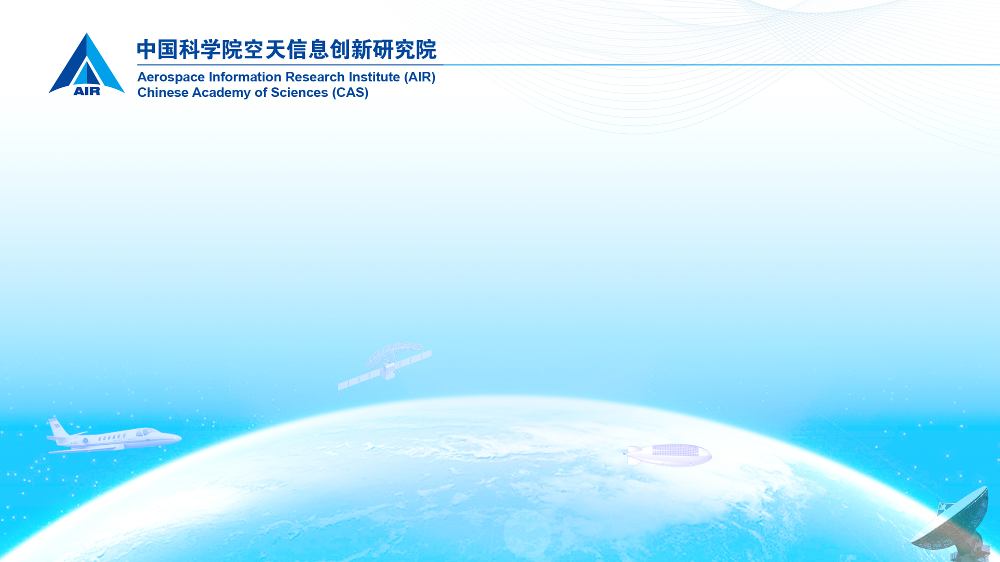 中国科学院空天信息创新研究院
Aerospace Information Research Institute (AIR)
Chinese Academy of Sciences (CAS)
AIR